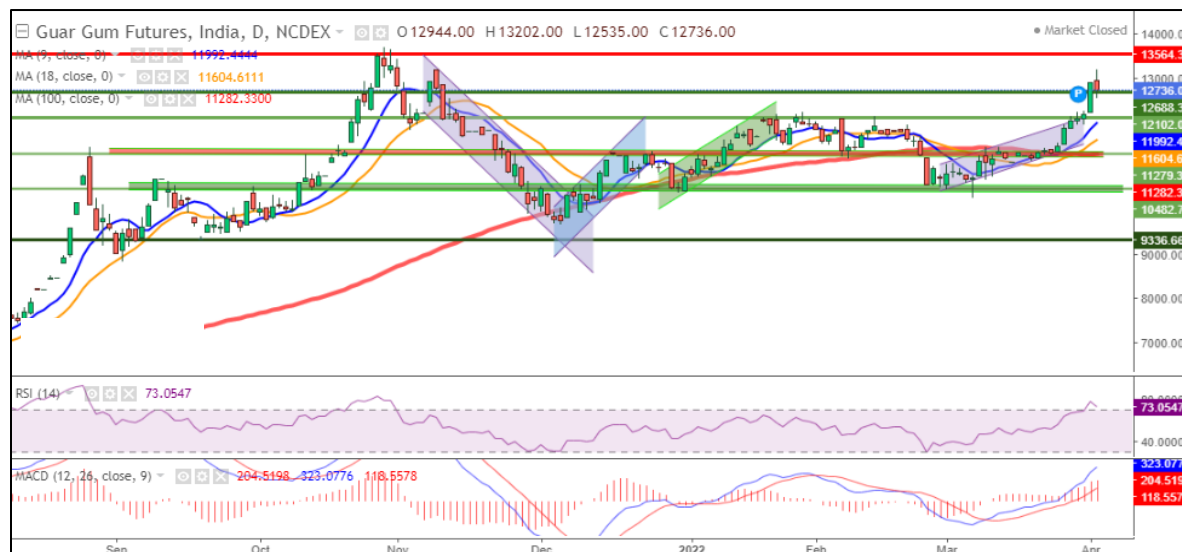 Guar Gum Futures, India, D, NCDEX O 12944.00 H 13202.00 L 12535.00 C 12736.00
Market Closed
MA (9, close, 0) 11992.4444
MA (18, close, 0) 11604.6111
MA (100, close, 0) 11282.3300
14000.00
13564.3
13000.00
12736.0
P
12688.3
12102.0
11992.4
11604.6
11279.3
11282.3
10482.7
9336.66
9000.00
8000.00
7000.00
RSI (14) 73.0547
73.0547
40.0000
MACD (12, 26, close, 9) 204.5198 323.0776 118.5578
323.077
204.519
118.557
Sep Oct Nov Dec 2022 Feb Mar Apr